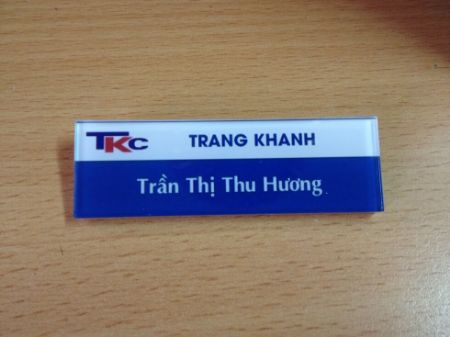 TKC TRANG KHANH
Trần Thị Thu Hương